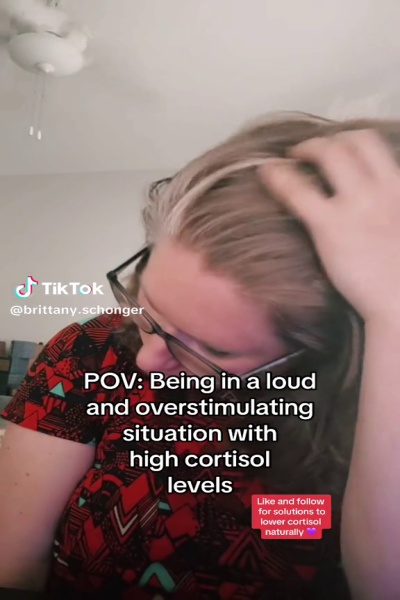 TikTok
@brittany.schonger
POV: Being in a loud
and overstimulating
situation with
high cortisol
levels
Like and follow
for solutions to
lower cortisol
naturally 💜